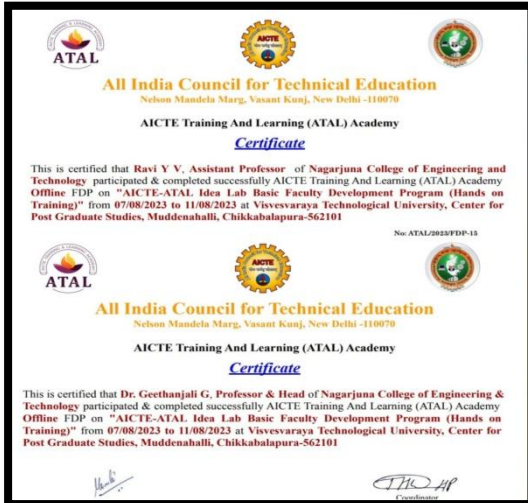 ATAL
AICTE
All India Council for Technical Education
Nelson Mandela Marg, Vasant Kunj, New Delhi -110070
AICTE Training And Learning (ATAL) Academy
Certificate
This is certified that Ravi Y V, Assistant Professor of Nagarjuna College of Engineering and
Technology participated & completed successfully AICTE Training And Learning (ATAL) Academy
Offline FDP on "AICTE-ATAL Idea Lab Basic Faculty Development Program (Hands on
Training)" from 07/08/2023 to 11/08/2023 at Visvesvaraya Technological University, Center for
Post Graduate Studies, Muddenahalli, Chikkabalapura-562101
No: ATAL/2023/FDP-15
ATAL
AICTE
All India Council for Technical Education
Nelson Mandela Marg, Vasant Kunj, New Delhi -110070
AICTE Training And Learning (ATAL) Academy
Certificate
This is certified that Dr. Geethanjali G, Professor & Head of Nagarjuna College of Engineering &
Technology participated & completed successfully AICTE Training And Learning (ATAL) Academy
Offline FDP on "AICTE-ATAL Idea Lab Basic Faculty Development Program (Hands on
Training)" from 07/08/2023 to 11/08/2023 at Visvesvaraya Technological University, Center for
Post Graduate Studies, Muddenahalli, Chikkabalapura-562101
Coordinator